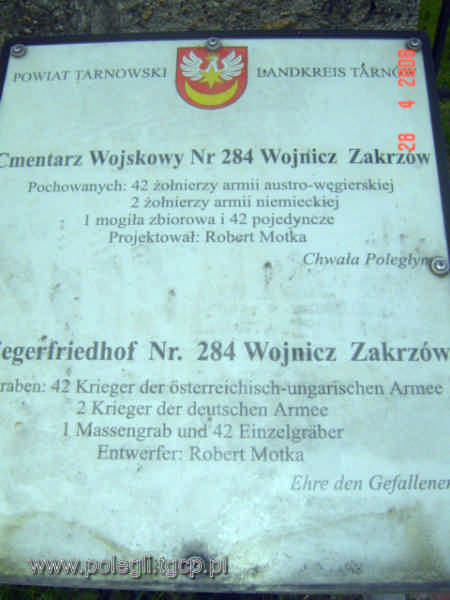 POWIAT TARNOWSKI LANDKREIS TARNÓW
28 4 2006
Cmentarz Wojskowy Nr 284 Wojnicz Zakrzów
Pochowanych: 42 żołnierzy armii austro-węgierskiej
2 żołnierzy armii niemieckiej
1 mogiła zbiorowa i 42 pojedyncze
Projektował: Robert Motka
Chwała Poległym
iegerfriedhof Nr. 284 Wojnicz Zakrzów
raben: 42 Krieger der österreichisch-ungarischen Armee
2 Krieger der deutschen Armee
1 Massengrab und 42 Einzelgräber
Entwerfer: Robert Motka
Ehre den Gefallenen
www.polegli.tgcp.pl